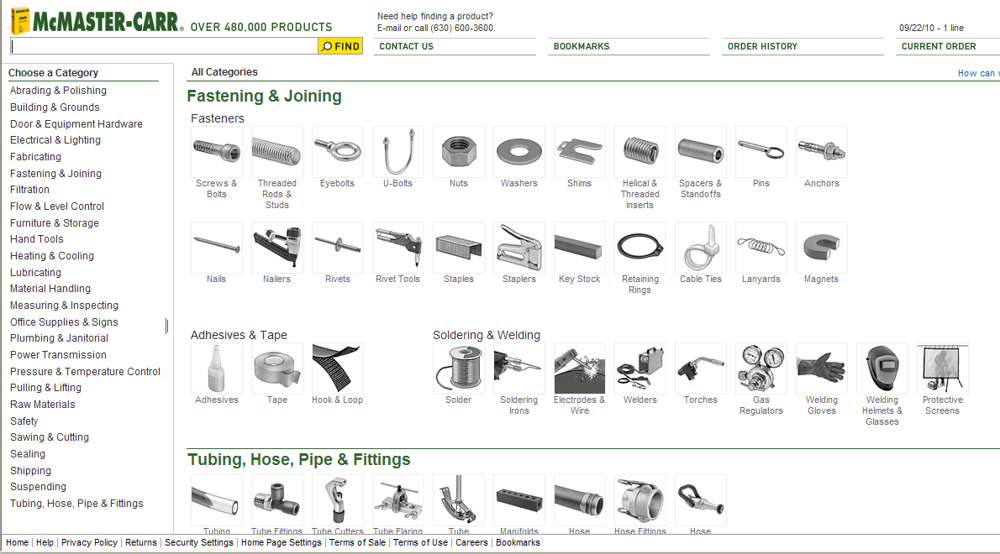 McMASTER-CARR® OVER 480,000 PRODUCTS
Need help finding a product?
E-mail or call (630) 600-3600.
09/22/10 - 1 line
FIND
CONTACT US
BOOKMARKS
ORDER HISTORY
CURRENT ORDER
Choose a Category
Abrading & Polishing
Building & Grounds
Door & Equipment Hardware
Electrical & Lighting
Fabricating
Fastening & Joining
Filtration
Flow & Level Control
Furniture & Storage
Hand Tools
Heating & Cooling
Lubricating
Material Handling
Measuring & Inspecting
Office Supplies & Signs
Plumbing & Janitorial
Power Transmission
Pressure & Temperature Control
Pulling & Lifting
Raw Materials
Safety
Sawing & Cutting
Sealing
Shipping
Suspending
Tubing, Hose, Pipe & Fittings
All Categories
How can
Fastening & Joining
Fasteners
Screws &
Bolts
Threaded
Rods &
Studs
Eyebolts
U-Bolts
Nuts
Washers
Shims
Helical &
Threaded
Inserts
Spacers &
Standoffs
Pins
Anchors
Nails
Nailers
Rivets
Rivet Tools
Staples
Staplers
Key Stock
Retaining
Rings
Cable Ties
Lanyards
Magnets
Adhesives & Tape
Adhesives
Tape
Hook & Loop
Soldering & Welding
Solder
Soldering
Irons
Electrodes &
Wire
Welders
Torches
Gas
Regulators
Welding
Gloves
Welding
Helmets &
Glasses
Protective
Screens
Tubing, Hose, Pipe & Fittings
Tubing
Tube Fittings
Tube Cutters
Tube Flaring
Tube
Manifolds
Hose
Hose Fittings
Hose
Home | Help | Privacy Policy | Returns | Security Settings | Home Page Settings | Terms of Sale | Terms of Use | Careers | Bookmarks